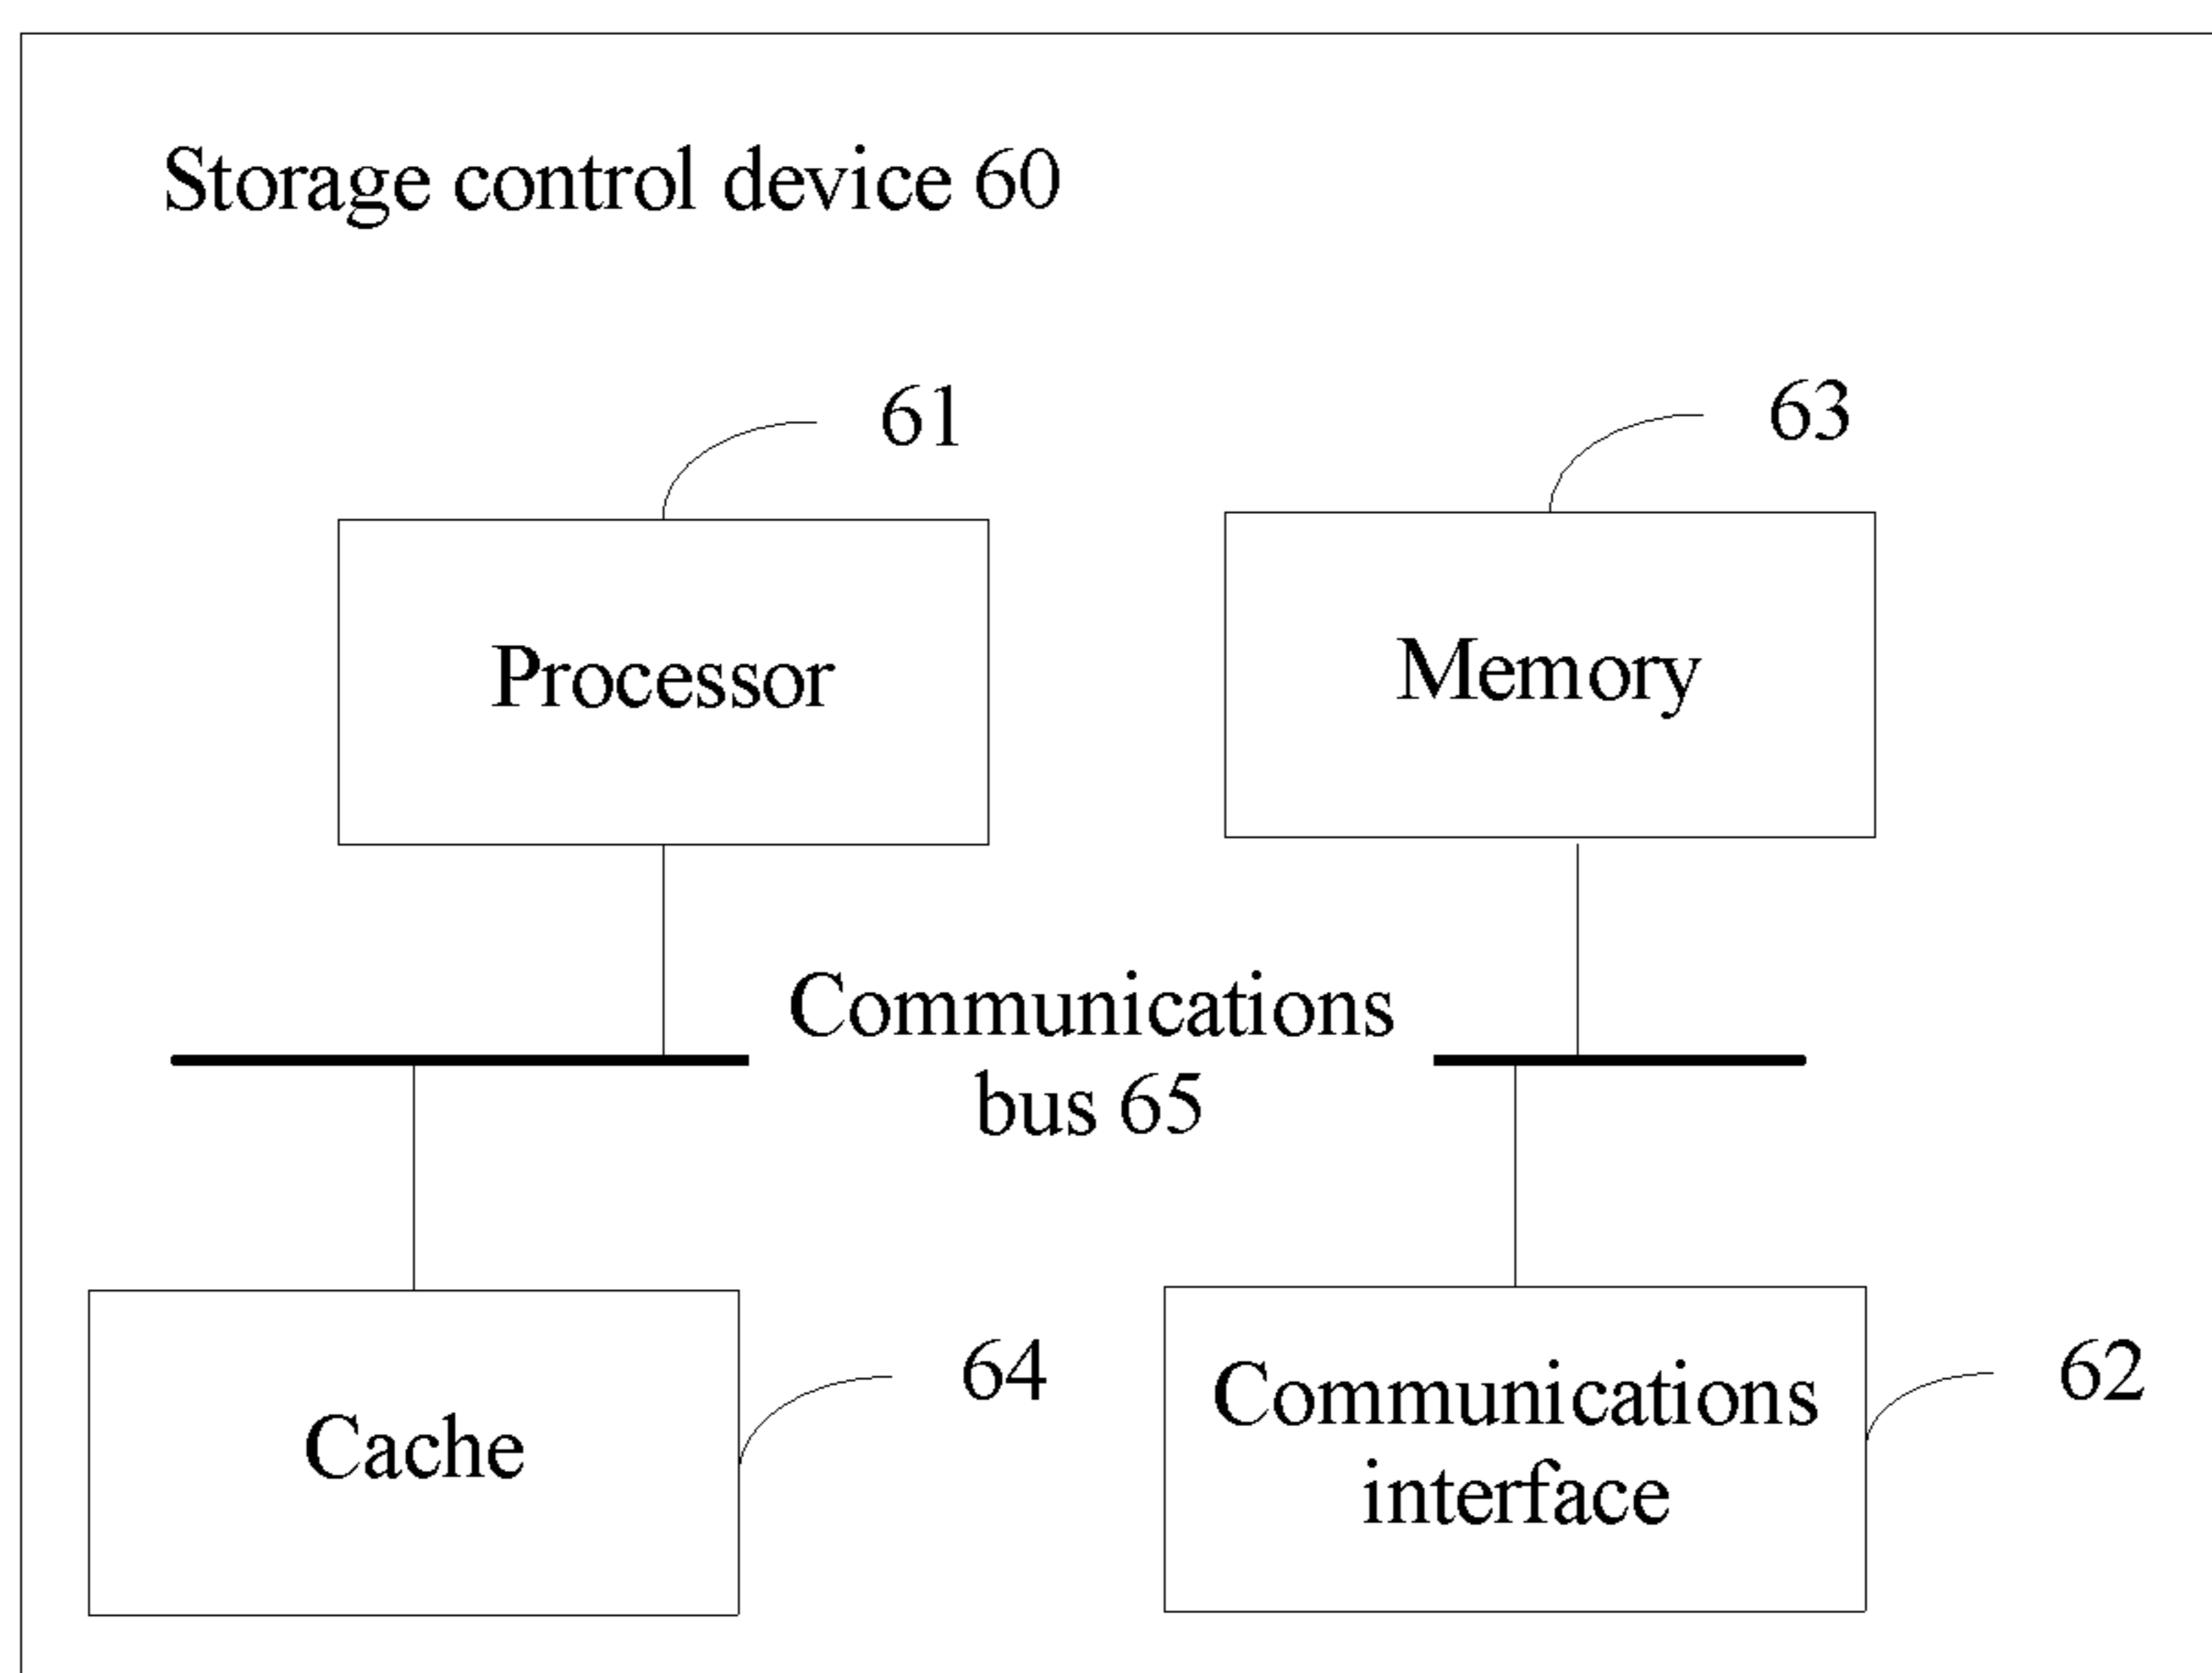 Storage control device 60
61
63
Processor
Memory
Communications
bus 65
64
62
Cache
Communications
interface